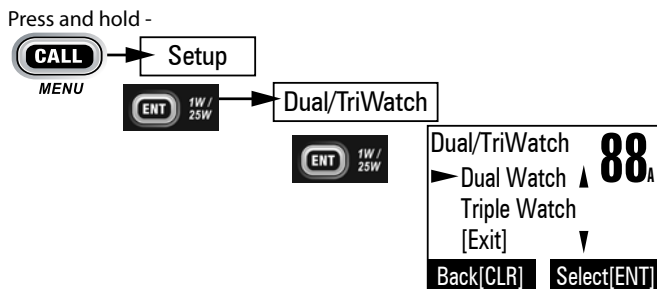 Press and hold -
CALL
MENU
Setup
ENT 1W / 25W
Dual/TriWatch
ENT 1W / 25W
Dual/TriWatch 88A
Dual Watch
Triple Watch
[Exit]
Back[CLR] Select[ENT]